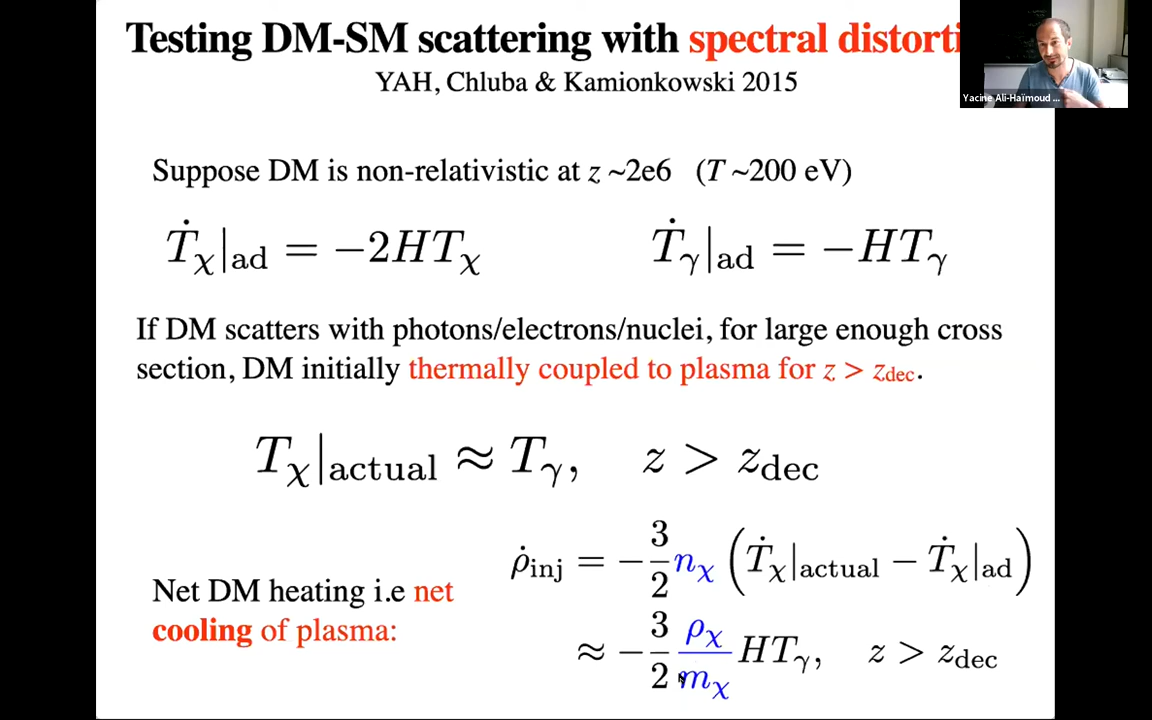 Testing DM-SM scattering with spectral distorti
YAH, Chluba & Kamionkowski 2015
Yacine Ali-Haïmoud ...
Suppose DM is non-relativistic at z ~2e6 (T ~200 eV)
Ṫχ|ad = −2HTχ Ṫγ|ad = −HTγ
If DM scatters with photons/electrons/nuclei, for large enough cross
section, DM initially thermally coupled to plasma for z > zdec.
Tχ|actual ≈ Tγ, z > zdec
ρ̇inj = −3/2 nχ (Ṫχ|actual − Ṫχ|ad)
Net DM heating i.e net
cooling of plasma:
≈ −3/2 ρχ/mχ HTγ, z > zdec